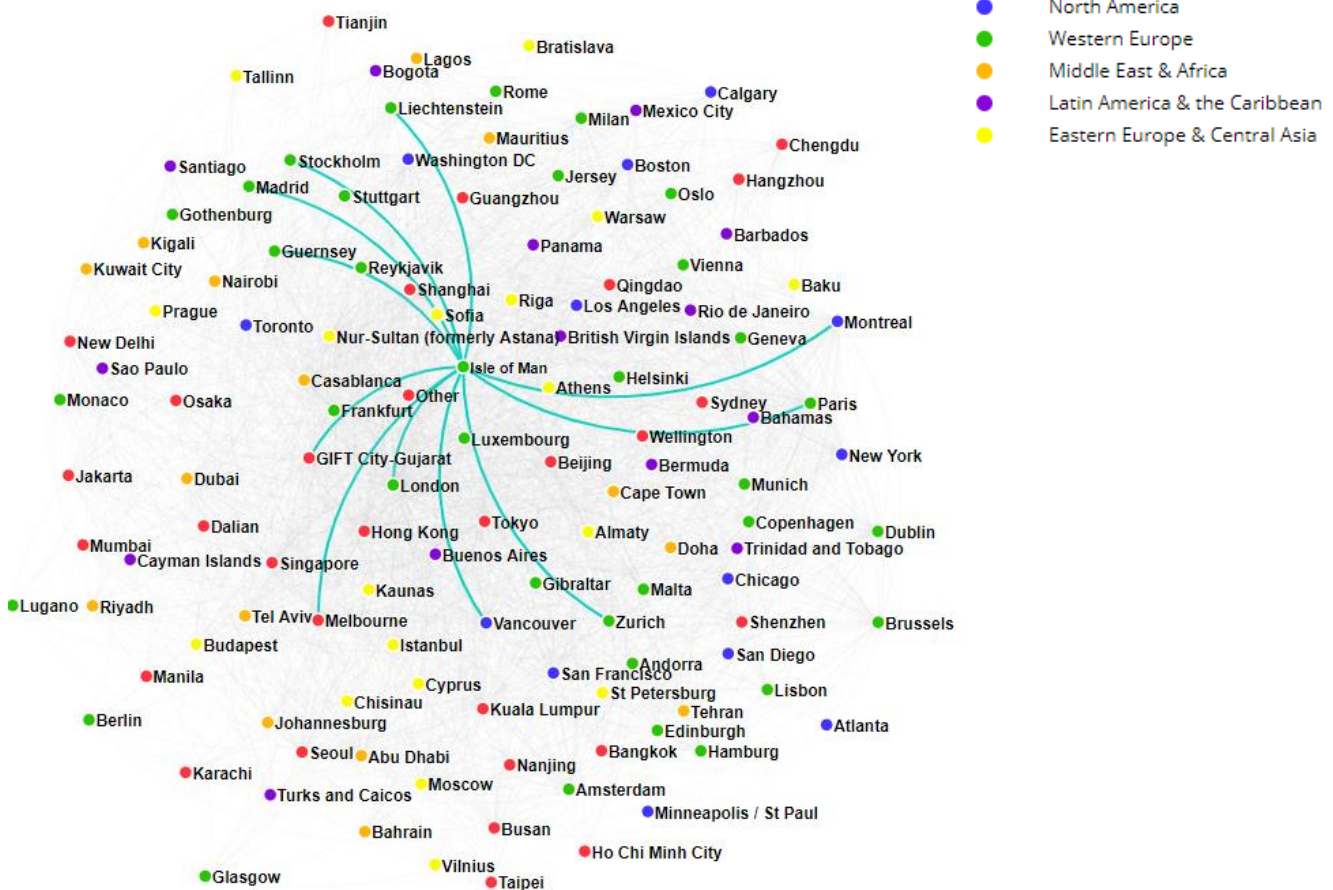 North America
Western Europe
Middle East & Africa
Latin America & the Caribbean
Eastern Europe & Central Asia
Tianjin
Bratislava
Lagos
Bogota
Tallinn
Rome
Calgary
Liechtenstein
Mexico City
Milan
Mauritius
Chengdu
Stockholm
Washington DC
Boston
Santiago
Jersey
Hangzhou
Madrid
Stuttgart
Guangzhou
Oslo
Gothenburg
Warsaw
Barbados
Kigali
Panama
Guernsey
Reykjavik
Vienna
Kuwait City
Nairobi
Shanghai
Qingdao
Baku
Riga
Los Angeles
Rio de Janeiro
Prague
Sofia
Toronto
Montreal
Nur-Sultan (formerly Astana)
British Virgin Islands
Geneva
New Delhi
Sao Paulo
Isle of Man
Casablanca
Athens
Helsinki
Other
Monaco
Osaka
Frankfurt
Sydney
Paris
Bahamas
Luxembourg
Wellington
GIFT City-Gujarat
Beijing
Bermuda
New York
Jakarta
Dubai
London
Cape Town
Munich
Dalian
Hong Kong
Tokyo
Almaty
Copenhagen
Dublin
Mumbai
Cayman Islands
Singapore
Buenos Aires
Doha
Trinidad and Tobago
Kaunas
Gibraltar
Malta
Chicago
Lugano
Riyadh
Tel Aviv
Melbourne
Vancouver
Zurich
Shenzhen
Brussels
Budapest
Istanbul
San Diego
Andorra
Manila
San Francisco
Cyprus
St Petersburg
Lisbon
Chisinau
Kuala Lumpur
Tehran
Berlin
Johannesburg
Edinburgh
Atlanta
Seoul
Abu Dhabi
Bangkok
Hamburg
Nanjing
Karachi
Moscow
Amsterdam
Turks and Caicos
Minneapolis / St Paul
Bahrain
Busan
Ho Chi Minh City
Vilnius
Glasgow
Taipei